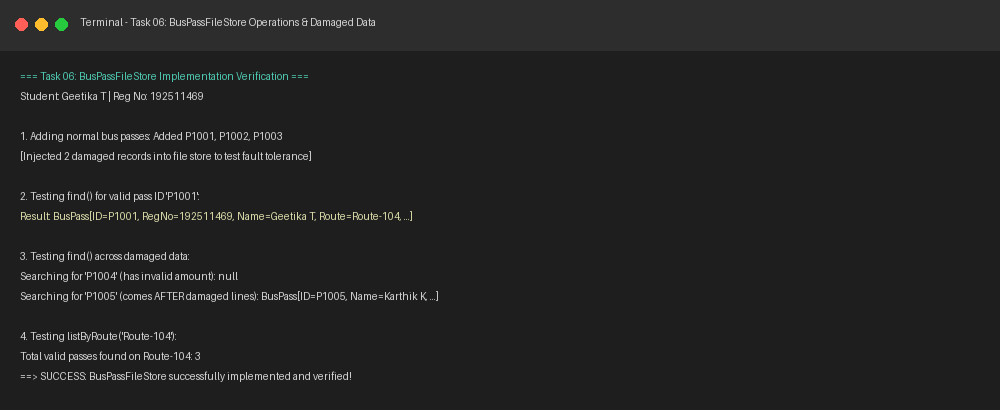 Terminal - Task 06: BusPassFileStore Operations & Damaged Data
=== Task 06: BusPassFileStore Implementation Verification ===
Student: Geetika T | Reg No: 192511469
1. Adding normal bus passes: Added P1001, P1002, P1003
[Injected 2 damaged records into file store to test fault tolerance]
2. Testing find() for valid pass ID 'P1001':
Result: BusPass[ID=P1001, RegNo=192511469, Name=Geetika T, Route=Route-104, ...]
3. Testing find() across damaged data:
Searching for 'P1004' (has invalid amount): null
Searching for 'P1005' (comes AFTER damaged lines): BusPass[ID=P1005, Name=Karthik K, ...]
4. Testing listByRoute('Route-104'):
Total valid passes found on Route-104: 3
==> SUCCESS: BusPassFileStore successfully implemented and verified!